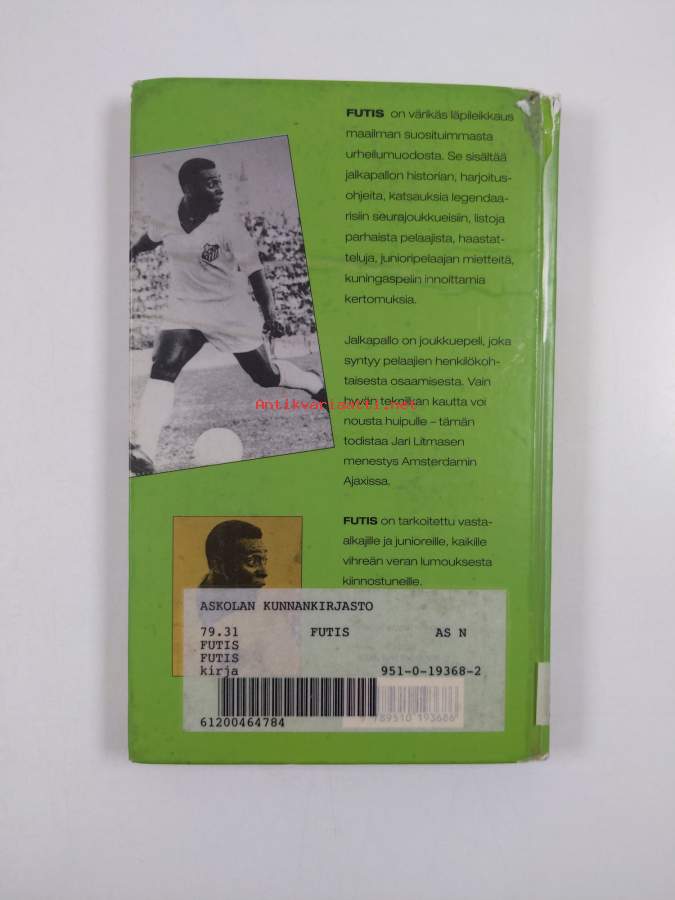 FUTIS on värikäs läpileikkaus
maailman suosituimmasta
urheilumuodosta. Se sisältää
jalkapallon historian, harjoitus-
ohjeita, katsauksia legendaa-
risiin seurajoukkueisiin, listoja
parhaista pelaajista, haastat-
teluja, junioripelaajan mietteitä,
kuningaspelin innoittamia
kertomuksia.
Jalkapallo on joukkuepeli, joka
syntyy pelaajien henkilökoh-
taisesta osaamisesta. Vain
hyvän tekniikan kautta voi
nousta huipulle – tämän
todistaa Jari Litmasen
menestys Amsterdamin
Ajaxissa.
FUTIS on tarkoitettu vasta-
alkajille ja junioreille, kaikille
vihreän veran lumouksesta
kiinnostuneille.
Antikvariaatti.net
ASKOLAN KUNNANKIRJASTO
79.31 FUTIS AS N
FUTIS
FUTIS
kirja 951-0-19368-2
61200464784
9 789510 193686